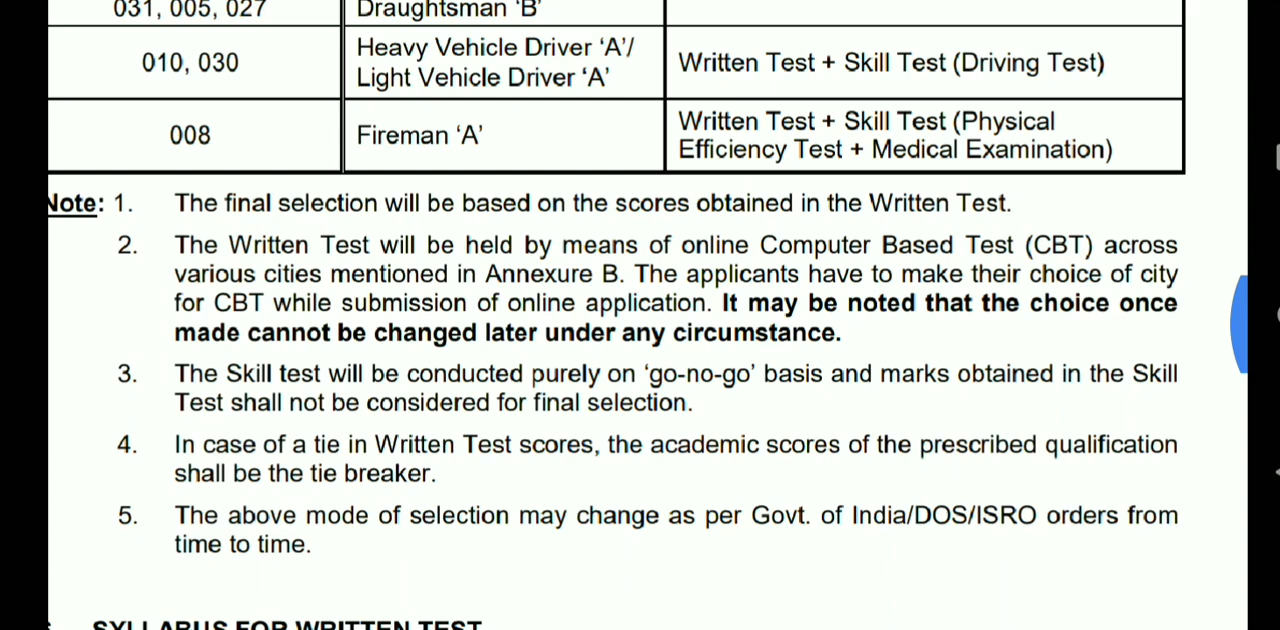 031, 005, 027 Draughtsman 'B'
010, 030 Heavy Vehicle Driver ‘A’/ Light Vehicle Driver ‘A’ Written Test + Skill Test (Driving Test)
008 Fireman ‘A’ Written Test + Skill Test (Physical Efficiency Test + Medical Examination)
Note: 1. The final selection will be based on the scores obtained in the Written Test.
2. The Written Test will be held by means of online Computer Based Test (CBT) across
various cities mentioned in Annexure B. The applicants have to make their choice of city
for CBT while submission of online application. It may be noted that the choice once
made cannot be changed later under any circumstance.
3. The Skill test will be conducted purely on ‘go-no-go’ basis and marks obtained in the Skill
Test shall not be considered for final selection.
4. In case of a tie in Written Test scores, the academic scores of the prescribed qualification
shall be the tie breaker.
5. The above mode of selection may change as per Govt. of India/DOS/ISRO orders from
time to time.
SYLLABUS FOR WRITTEN TEST